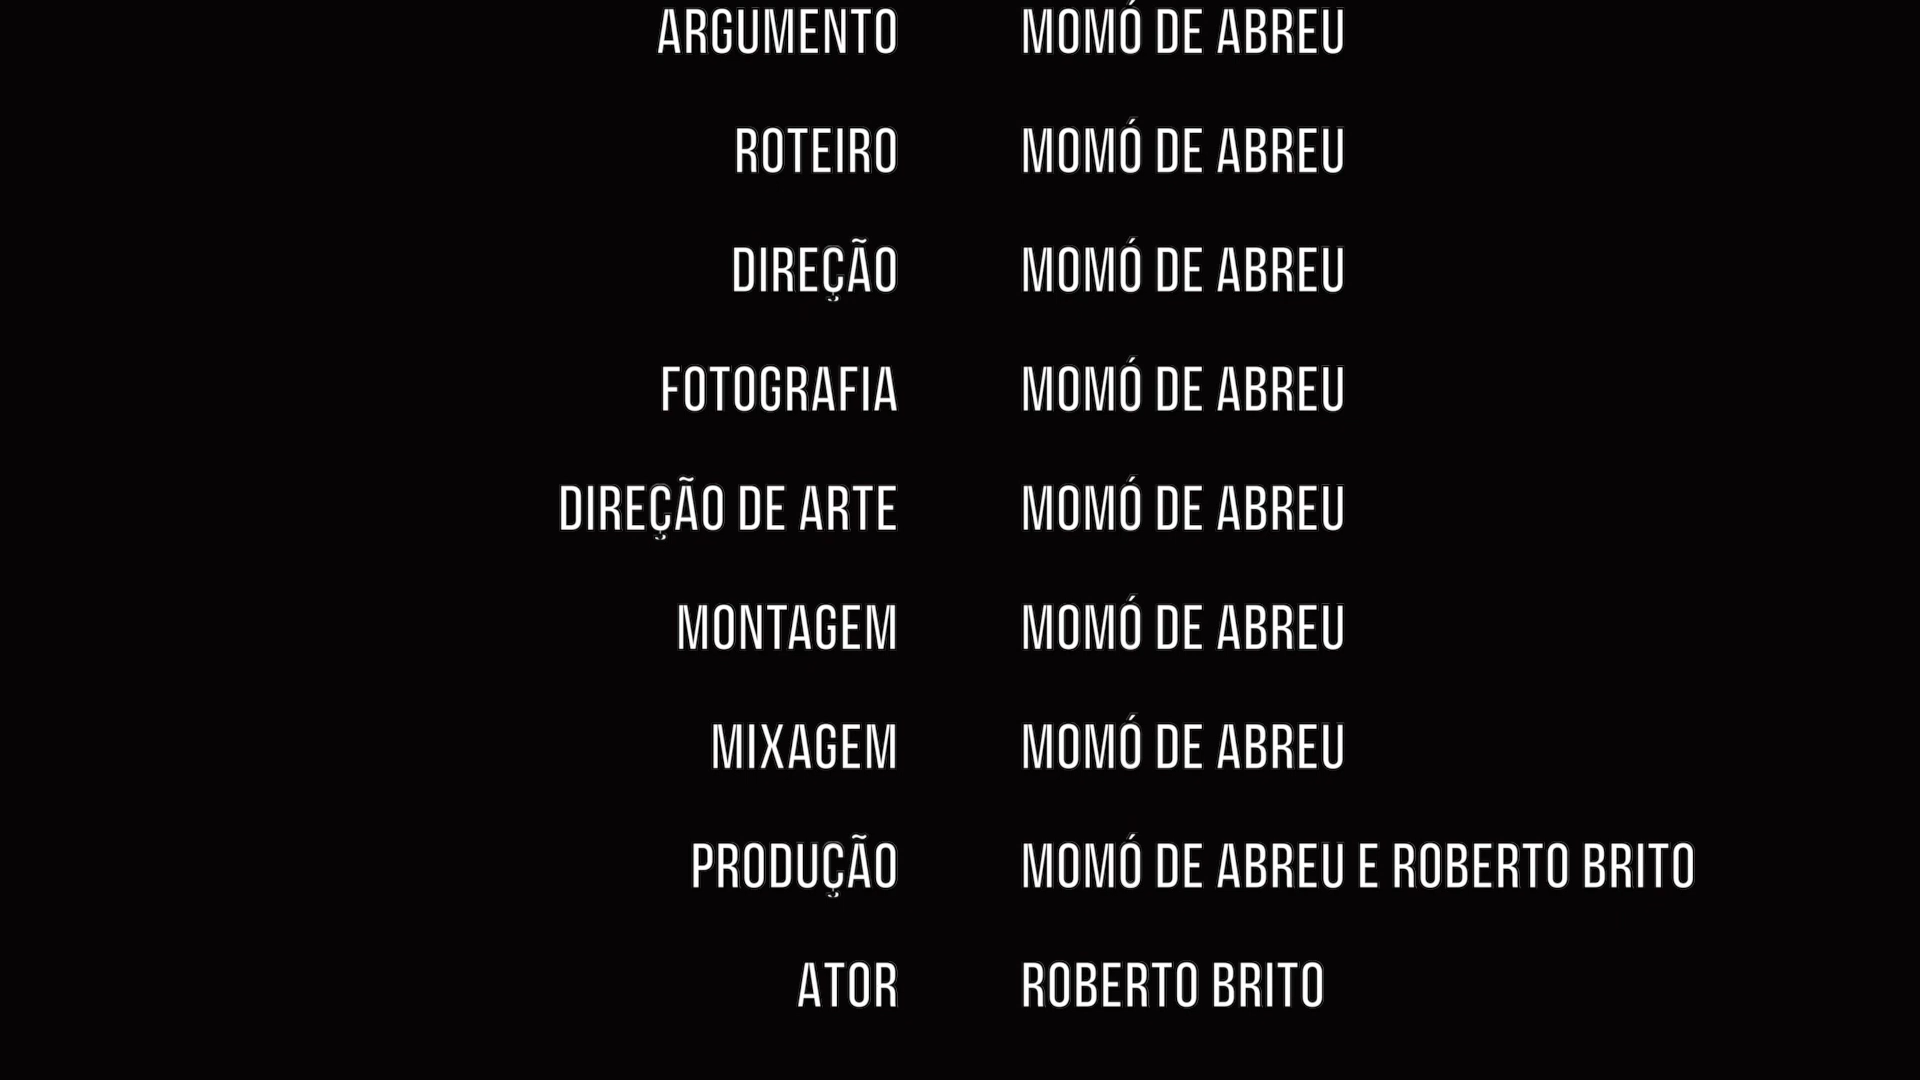 ARGUMENTO MOMÓ DE ABREU
ROTEIRO MOMÓ DE ABREU
DIREÇÃO MOMÓ DE ABREU
FOTOGRAFIA MOMÓ DE ABREU
DIREÇÃO DE ARTE MOMÓ DE ABREU
MONTAGEM MOMÓ DE ABREU
MIXAGEM MOMÓ DE ABREU
PRODUÇÃO MOMÓ DE ABREU E ROBERTO BRITO
ATOR ROBERTO BRITO